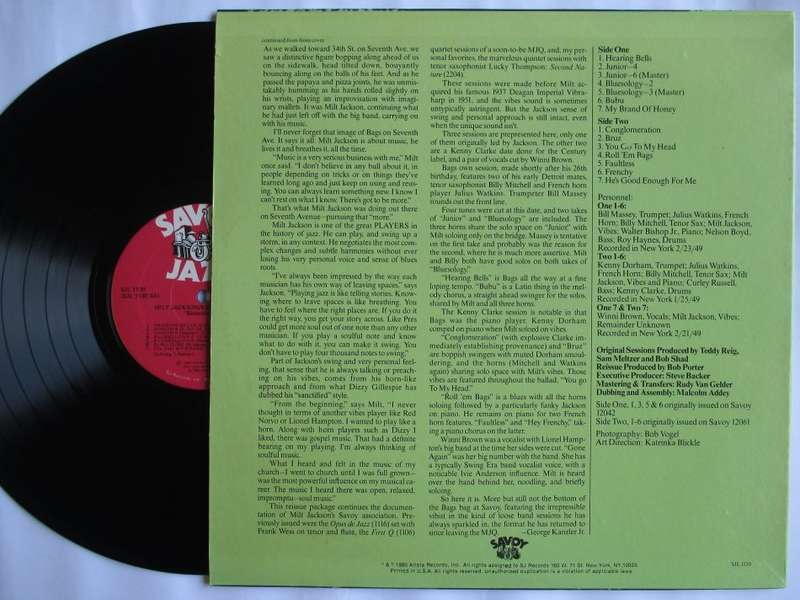 continued from front cover
As we walked toward 34th St. on Seventh Ave. we
saw a distinctive figure bopping along ahead of us
on the sidewalk, head tilted down, bouyantly
bouncing along on the balls of his feet. And as he
passed the papaya and pizza joints, he was unmis-
takably humming as his hands rolled slightly on
his wrists, playing an improvisation with imagi-
nary mallets. It was Milt Jackson, continuing what
he had just left off with the big band, carrying on
with his music.
I'll never forget that image of Bags on Seventh
Ave. It says it all: Milt Jackson is about music, he
lives it and breathes it, all the time.
"Music is a very serious business with me," Milt
once said. "I don't believe in any bull about it, in
people depending on tricks or on things they've
learned long ago and just keep on using and reus-
ing. You can always learn something new. I know I
can't rest on what I know. There's got to be more."
That's what Milt Jackson was doing out there
on Seventh Avenue—pursuing that "more".
Milt Jackson is one of the great PLAYERS in the
history of jazz. He can play, and swing up a
storm, in any context. He negotiates the most com-
plex changes and subtle harmonies without ever
losing his very personal voice and sense of blues
roots.
"I've always been impressed by the way each
musician has his own way of leaving spaces," says
Jackson. "Playing jazz is like telling stories. Know-
ing where to leave spaces is like breathing. You
have to feel where the right places are. If you do it
the right way, you get your story across. Like Pres
could get more soul out of one note than any other
musician. If you play a soulful note and know
what to do with it, you can make it swing. You
don't have to play four thousand notes to swing."
Part of Jackson's swing and very personal feel-
ing, that sense that he is always talking or preach-
ing on his vibes, comes from his horn-like
approach and from what Dizzy Gillespie has
dubbed his "sanctified" style.
"From the beginning," says Milt, "I never
thought in terms of another vibes player like Red
Norvo or Lionel Hampton. I wanted to play like a
horn. Along with horn players such as Dizzy I
liked, there was gospel music. That had a definite
bearing on my playing. I'm always thinking of
soulful music.
What I heard and felt in the music of my
church—I went to church until I was full grown—
was the most powerful influence on my musical ca-
reer. The music I heard there was open, relaxed,
impromptu—soul music."
This reissue package continues the documen-
tation of Milt Jackson's Savoy association. Pre-
viously issued were the Opus de Jazz (1116) set with
Frank Wess on tenor and flute, the First Q (1106)
quartet sessions of a soon-to-be MJQ, and, my per-
sonal favorites, the marvelous quintet sessions with
tenor saxophonist Lucky Thompson: Second Na-
ture (2204).
These sessions were made before Milt ac-
quired his famous 1937 Deagan Imperial Vibra-
harp in 1951, and the vibes sound is sometimes
untypically astringent. But the Jackson sense of
swing and personal approach is still intact, even
when the unique sound isn't.
Three sessions are prepresented here, only one
of them originally led by Jackson. The other two
are a Kenny Clarke date done for the Century
label, and a pair of vocals cut by Winni Brown.
Bags own session, made shortly after his 26th
birthday, features two of his early Detroit mates,
tenor saxophonist Billy Mitchell and French horn
player Julius Watkins. Trumpeter Bill Massey
rounds out the front line.
Four tunes were cut at this date, and two takes
of "Junior" and "Bluesology" are included. The
three horns share the solo space on "Junior" with
Milt soloing only on the bridge. Massey is tentative
on the first take and probably was the reason for
the second, where he is much more assertive. Milt
and Billy both have good solos on both takes of
"Bluesology."
"Hearing Bells" is Bags all the way at a fine
loping tempo. "Bubu" is a Latin thing in the mel-
ody chorus, a straight ahead swinger for the solos,
shared by Milt and all three horns.
The Kenny Clarke session is notable in that
Bags was the piano player. Kenny Dorham
comped on piano when Milt soloed on vibes.
"Conglomeration" (with explosive Clarke im-
mediately establishing provenance) and "Bruz"
are boppish swingers with muted Dorham smoul-
dering, and the horns (Mitchell and Watkins
again) sharing solo space with Milt's vibes. Those
vibes are featured throughout the ballad, "You go
To My Head."
"Roll 'em Bags" is a blues with all the horns
soloing followed by a particularly funky Jackson
on piano. He remains on piano for two French
horn features, "Faultless" and "Hey Frenchy," tak-
ing a piano chorus on the latter.
Winni Brown was a vocalist with Lionel Hamp-
ton's big band at the time her sides were cut. "Gone
Again" was her big number with the band. She has
a typically Swing Era band vocalist voice, with a
noticable Ivie Anderson influence. Milt is heard
over the band behind her, noodling, and briefly
soloing.
So here it is. More but still not the bottom of
the Bags bag at Savoy, featuring the irrepressible
vibist in the kind of loose band sessions he has
always sparkled in, the format he has returned to
since leaving the MJQ. —George Kanzler Jr.
Side One
1. Hearing Bells
2. Junior—4
3. Junior—6 (Master)
4. Bluesology—2
5. Bluesology—3 (Master)
6. Bubu
7. My Brand Of Honey
Side Two
1. Conglomeration
2. Bruz
3. You Go To My Head
4. Roll 'Em Bags
5. Faultless
6. Frenchy
7. He's Good Enough For Me
Personnel:
One 1-6:
Bill Massey, Trumpet; Julius Watkins, French
Horn; Billy Mitchell, Tenor Sax; Milt Jackson,
Vibes; Walter Bishop Jr., Piano; Nelson Boyd,
Bass; Roy Haynes, Drums
Recorded in New York 2/23/49
Two 1-6:
Kenny Dorham, Trumpet; Julius Watkins,
French Horn; Billy Mitchell, Tenor Sax; Milt
Jackson, Vibes and Piano; Curley Russell,
Bass; Kenny Clarke, Drums
Recorded in New York 1/25/49
One 7 & Two 7:
Winni Brown, Vocals; Milt Jackson, Vibes;
Remainder Unknown
Recorded in New York 2/21/49
Original Sessions Produced by Teddy Reig,
Sam Meltzer and Bob Shad
Reissue Produced by Bob Porter
Executive Producer: Steve Backer
Mastering & Transfers: Rudy Van Gelder
Dubbing and Assembly: Malcolm Addey
Side One, 1, 3, 5 & 6 originally issued on Savoy
12042
Side Two, 1-6 originally issued on Savoy 12061
Photography: Bob Vogel
Art Direction: Katrinka Blickle
SAVOY
JAZZ
© ℗ 1980 Arista Records, Inc. All rights assigned to SJ Records 160 W. 71 St. New York, NY. 10023
Printed in U.S.A. All rights reserved. Unauthorized duplication is a violation of applicable laws.
SAVOY
JAZZ